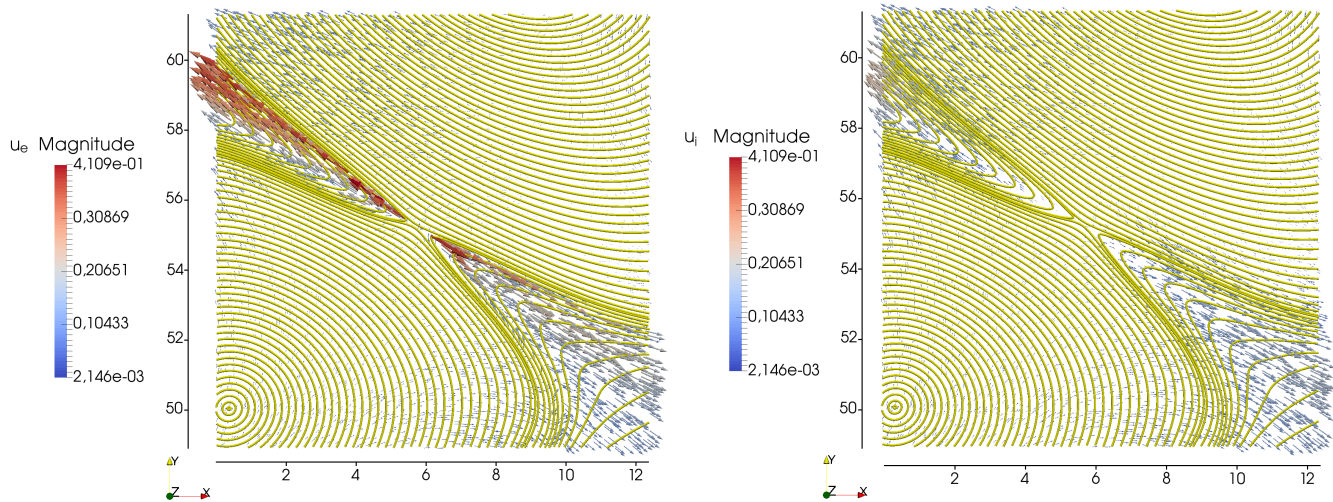 60
58
56
54
52
50
u_e Magnitude
4,109e-01
0,30869
0,20651
0,10433
2,146e-03
2 4 6 8 10 12
Y
Z X
60
58
56
54
52
50
u_i Magnitude
4,109e-01
0,30869
0,20651
0,10433
2,146e-03
2 4 6 8 10 12
Y
Z X